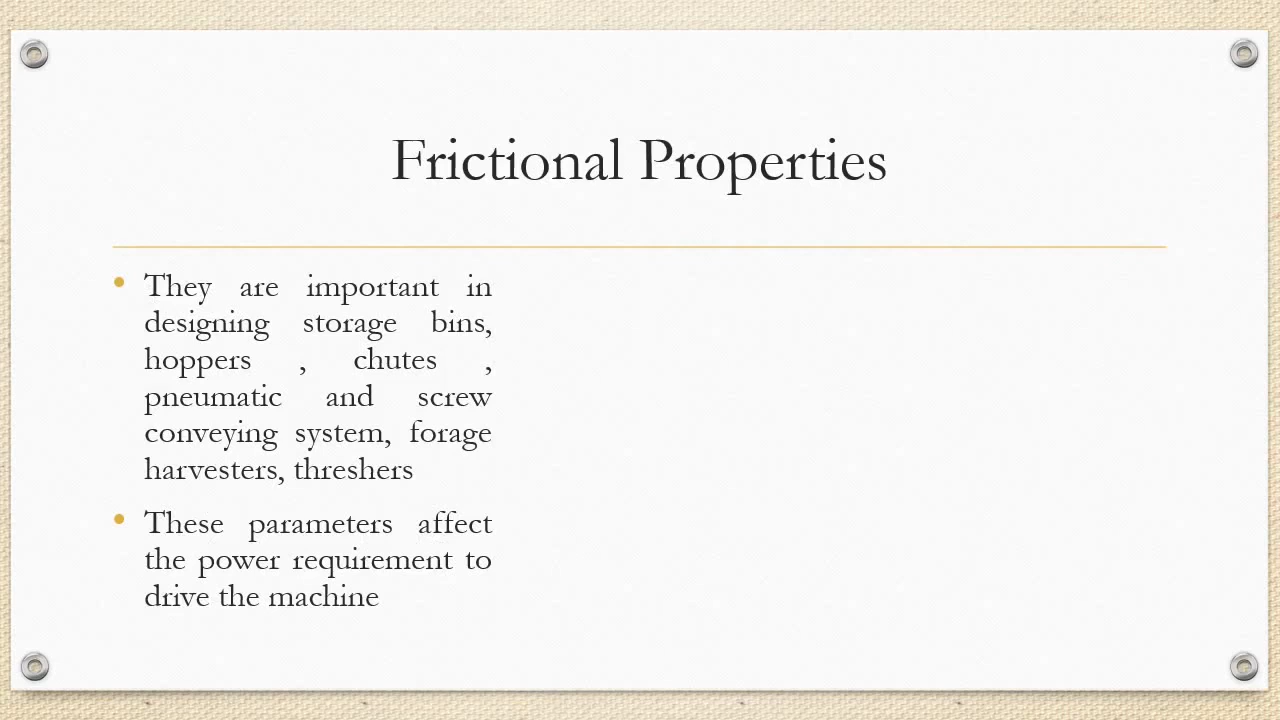 Frictional Properties
• They are important in
designing storage bins,
hoppers , chutes ,
pneumatic and screw
conveying system, forage
harvesters, threshers
• These parameters affect
the power requirement to
drive the machine